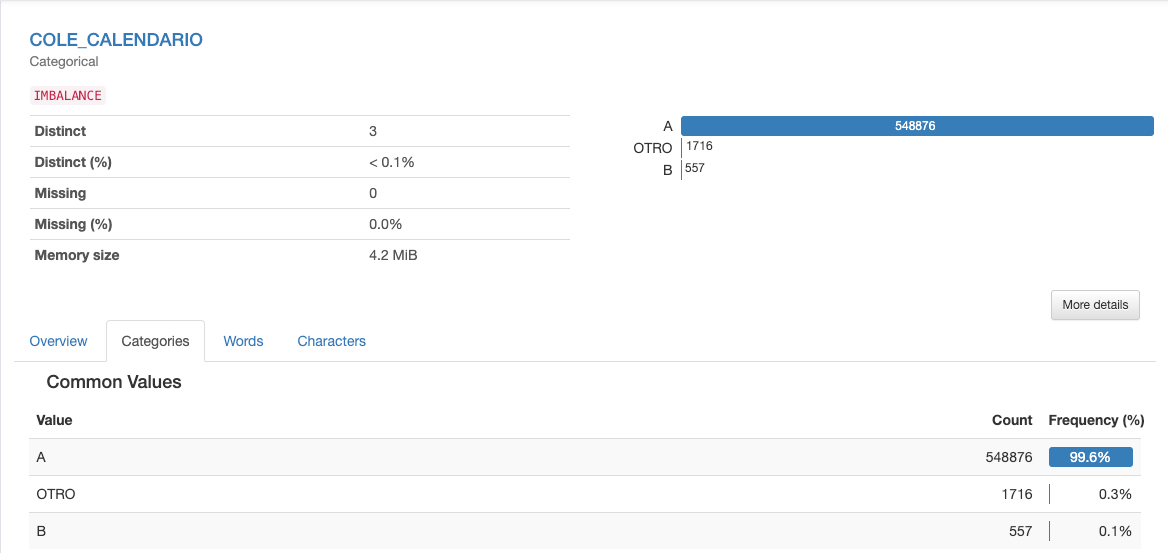 COLE_CALENDARIO
Categorical
IMBALANCE
Distinct 3
Distinct (%) < 0.1%
Missing 0
Missing (%) 0.0%
Memory size 4.2 MiB
A 548876
OTRO 1716
B 557
More details
Overview Categories Words Characters
Common Values
Value Count Frequency (%)
A 548876 99.6%
OTRO 1716 0.3%
B 557 0.1%